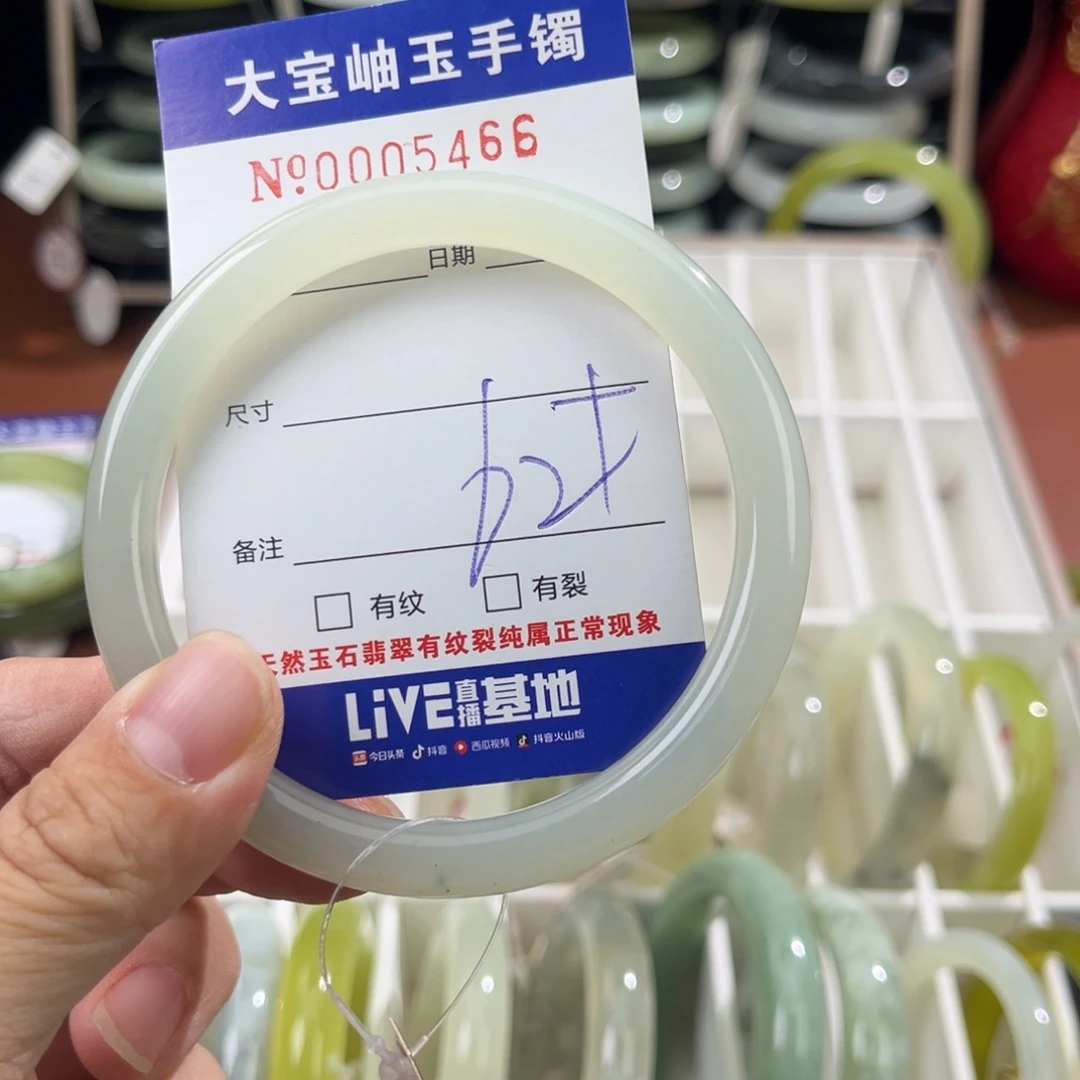 大宝岫玉手镯
Nº:0005466
日期
尺寸
备注
有纹 有裂
天然玉石翡翠有纹裂纯属正常现象
LiVE直播基地
今日头条 抖音 西瓜视频 抖音火山版